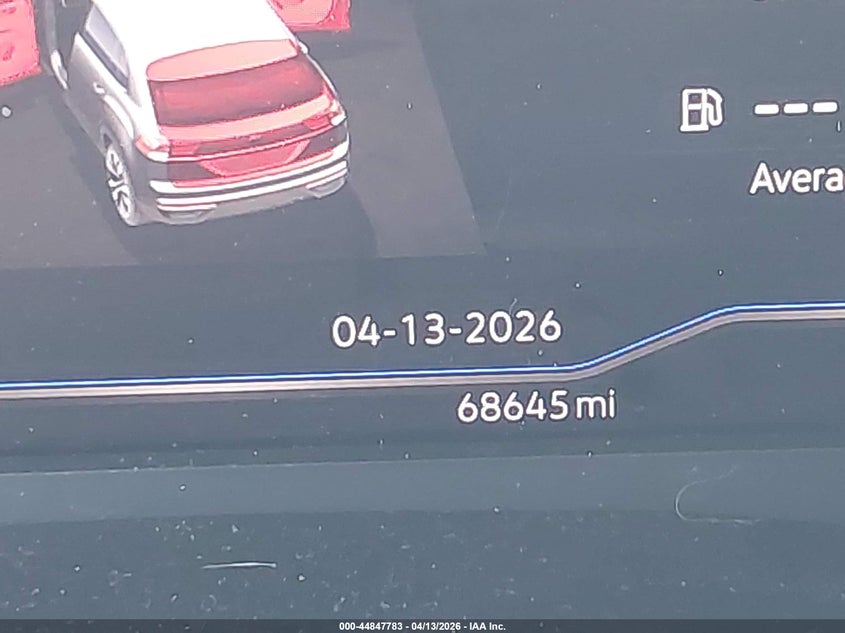 ---
Avera
04-13-2026
68645 mi
000-44847783 - 04/13/2026 - IAA Inc.